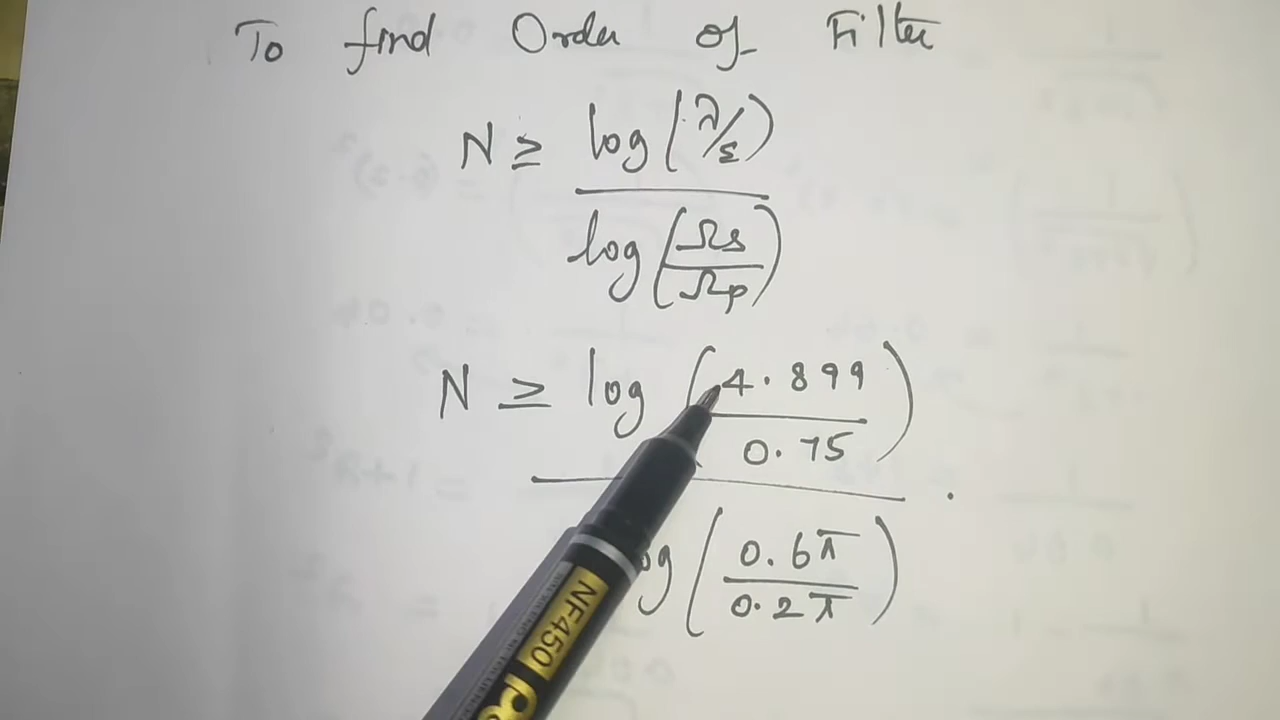 To find Order of Filter
N ≥ log(λ/ε)
log(Ωs/Ωp)
N ≥ log(4.899/0.75)
log(0.6π/0.2π)
NF450